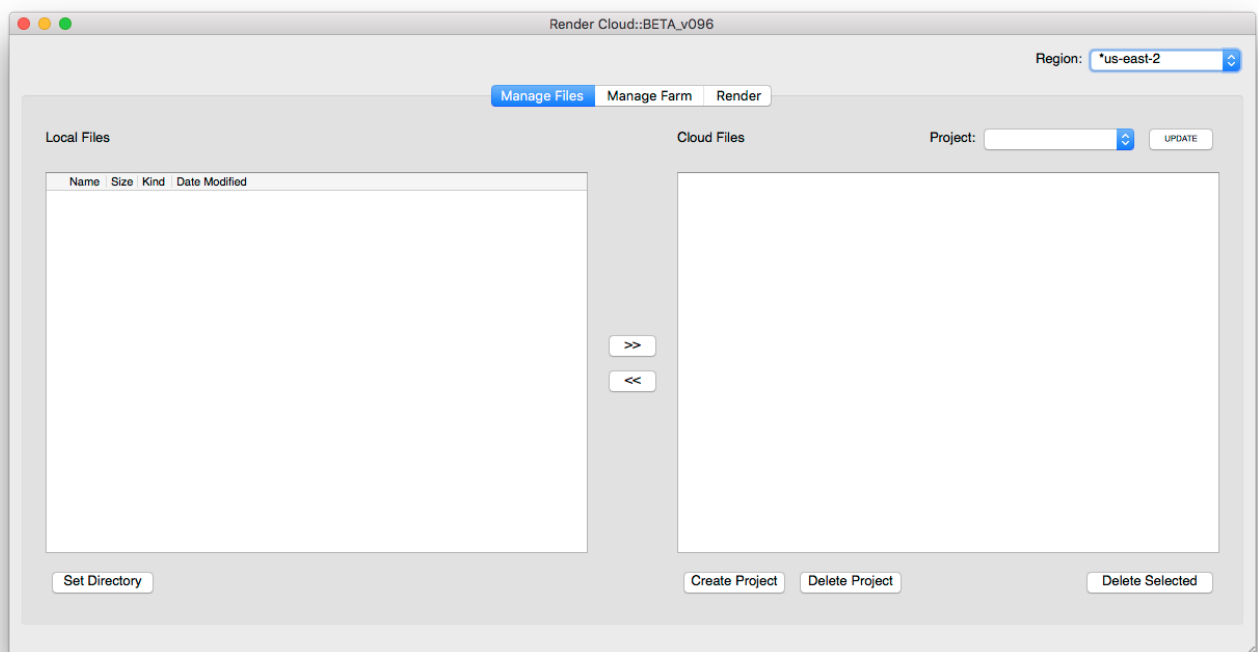 Render Cloud::BETA_v096
Region: *us-east-2
Manage Files Manage Farm Render
Local Files
Cloud Files Project: UPDATE
Name Size Kind Date Modified
>>
<<
Set Directory
Create Project Delete Project Delete Selected